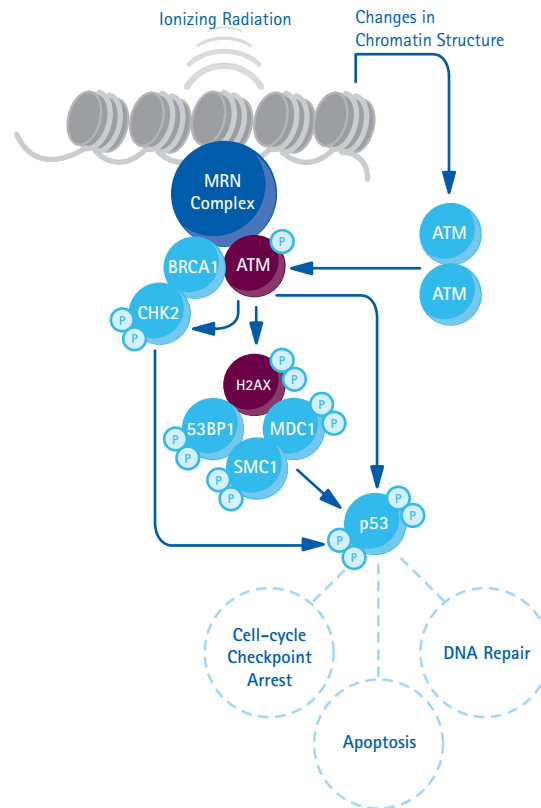 Ionizing Radiation
Changes in
Chromatin Structure
MRN
Complex
ATM
P
BRCA1
ATM
ATM
P
P
CHK2
H2AX
P
P
53BP1
P
P
MDC1
P
P
SMC1
P
P
p53
P
P
P
P
Cell-cycle
Checkpoint
Arrest
DNA Repair
Apoptosis